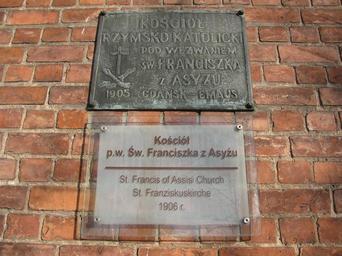 KOŚCIÓŁ
RZYMSKO KATOLICKI
POD WEZWANIEM
ŚW. FRANCISZKA
z ASYŻU
1905 GDAŃSK - EMAUS
Kościół
p.w. Św. Franciszka z Asyżu
St. Francis of Assisi Church
St. Franziskuskirche
1906 r.